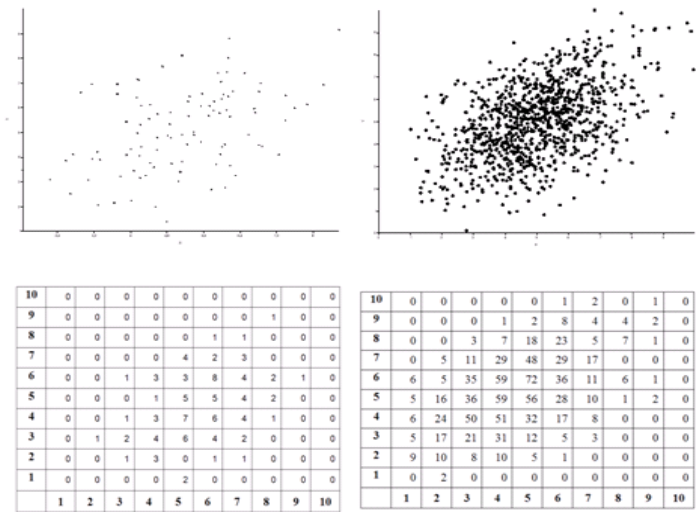 10 0 0 0 0 0 0 0 0 0 0
9 0 0 0 0 0 0 0 1 0 0
8 0 0 0 0 0 1 1 0 0 0
7 0 0 0 0 4 2 3 0 0 0
6 0 0 1 3 3 8 4 2 1 0
5 0 0 0 1 5 5 4 2 0 0
4 0 0 1 3 7 6 4 1 0 0
3 0 1 2 4 6 4 2 0 0 0
2 0 0 1 3 0 1 1 0 0 0
1 0 0 0 0 2 0 0 0 0 0
1 2 3 4 5 6 7 8 9 10
10 0 0 0 0 0 1 2 0 1 0
9 0 0 0 1 2 8 4 4 2 0
8 0 0 3 7 18 23 5 7 1 0
7 0 5 11 29 48 29 17 0 0 0
6 6 5 35 59 72 36 11 6 1 0
5 5 16 36 59 56 28 10 1 2 0
4 6 24 50 51 32 17 8 0 0 0
3 5 17 21 31 12 5 3 0 0 0
2 9 10 8 10 5 1 0 0 0 0
1 0 2 0 0 0 0 0 0 0 0
1 2 3 4 5 6 7 8 9 10